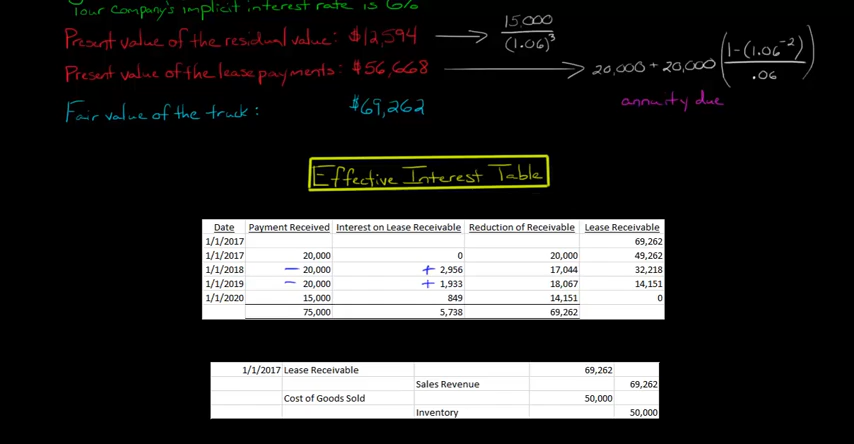 Your company's implicit interest rate is 6%
Present value of the residual value: $12,594
15,000
(1.06)^3
Present value of the lease payments: $56,668
20,000 + 20,000 (1-(1.06^-2) / .06)
annuity due
Fair value of the truck: $69,262
Effective Interest Table
Date Payment Received Interest on Lease Receivable Reduction of Receivable Lease Receivable
1/1/2017 69,262
1/1/2017 20,000 0 20,000 49,262
1/1/2018 - 20,000 + 2,956 17,044 32,218
1/1/2019 - 20,000 + 1,933 18,067 14,151
1/1/2020 15,000 849 14,151 0
75,000 5,738 69,262
1/1/2017 Lease Receivable 69,262
Sales Revenue 69,262
Cost of Goods Sold 50,000
Inventory 50,000